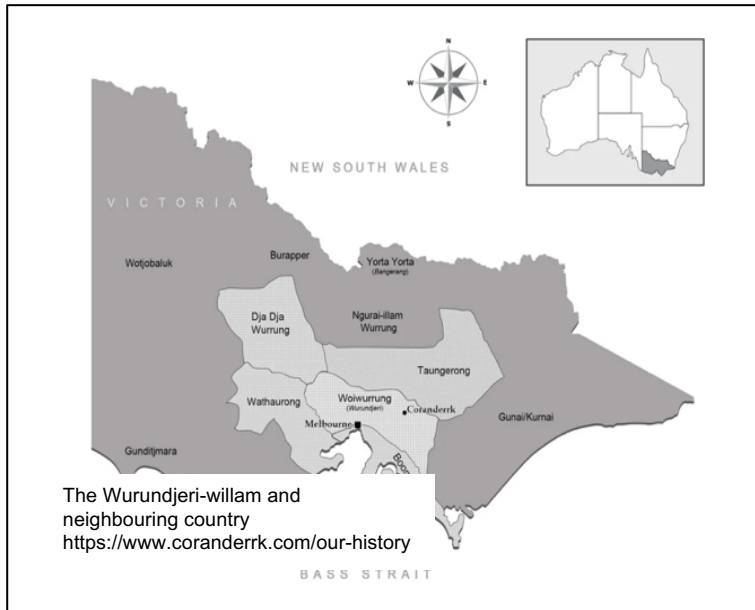 N
W
E
S
NEW SOUTH WALES
VICTORIA
Wotjobaluk
Burapper
Yorta Yorta
(Bangerang)
Dja Dja
Wurrung
Ngurai-illam
Wurrung
Taungerong
Wathaurong
Woiwurrung
(Wurundjeri)
Coranderrk
Melbourne
Gunai/Kurnai
Gunditjmara
The Wurundjeri-willam and
neighbouring country
https://www.coranderrk.com/our-history
BASS STRAIT